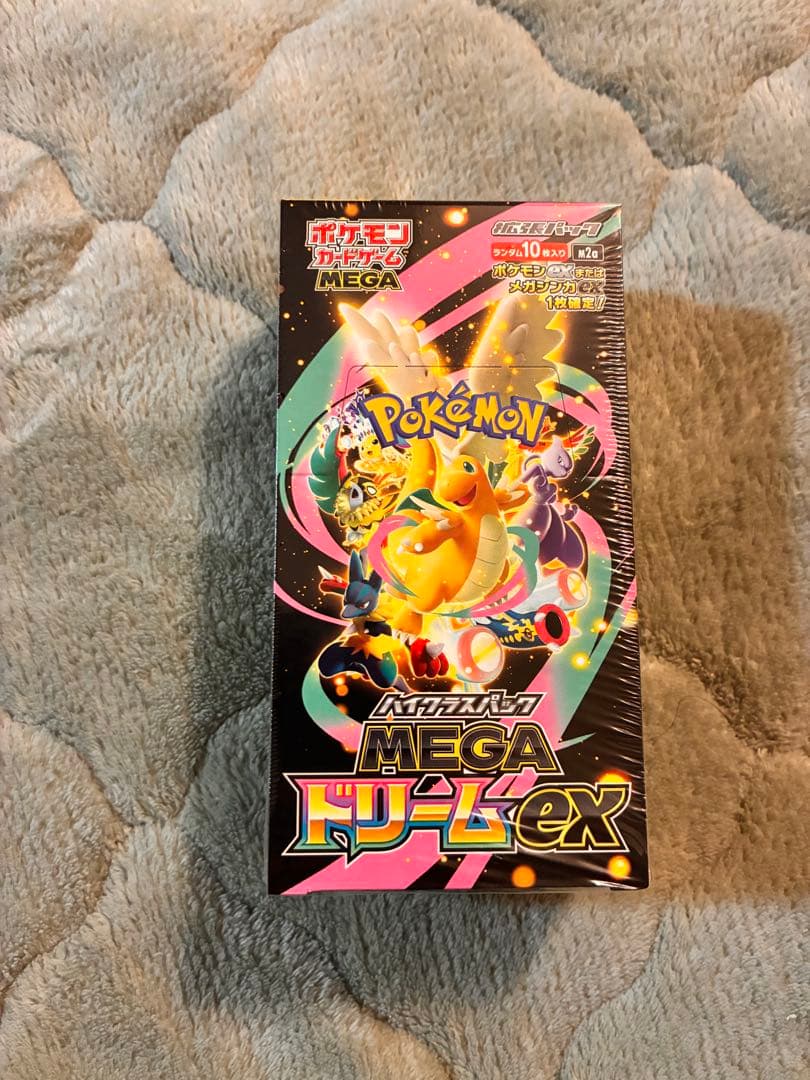 ポケモン
カードゲーム
MEGA
拡張パック
ランダム10枚入り
M2a
ポケモンexまたは
メガシンカex
1枚確定！
POKéMON
ハイクラスパック
MEGA
ドリームex